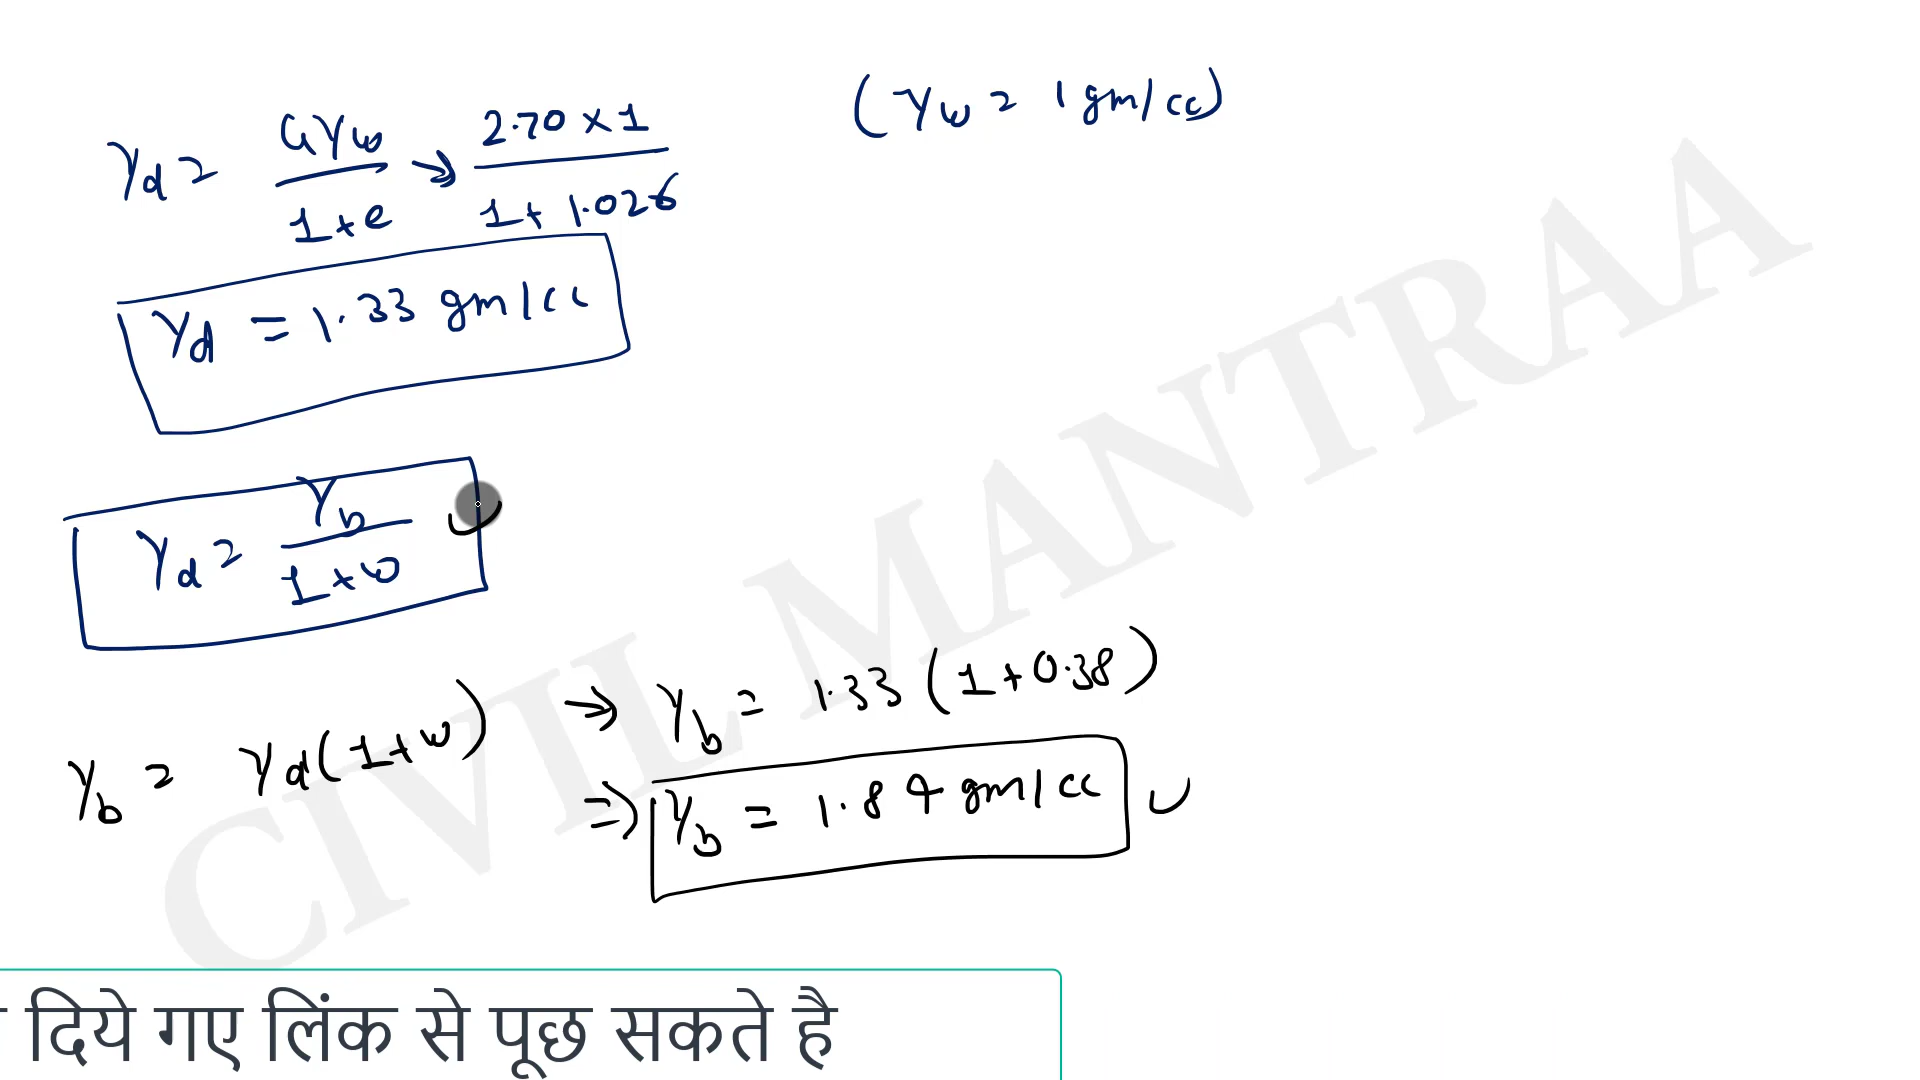 γd = Gγw / 1+e → 2.70 × 1 / 1 + 1.026
(γw = 1 gm/cc)
γd = 1.33 gm/cc
γd = γb / 1+w
γb = γd(1+w) → γb = 1.33 (1+0.38)
⇒ γb = 1.84 gm/cc
CIVIL MANTRAA
दिये गए लिंक से पूछ सकते है